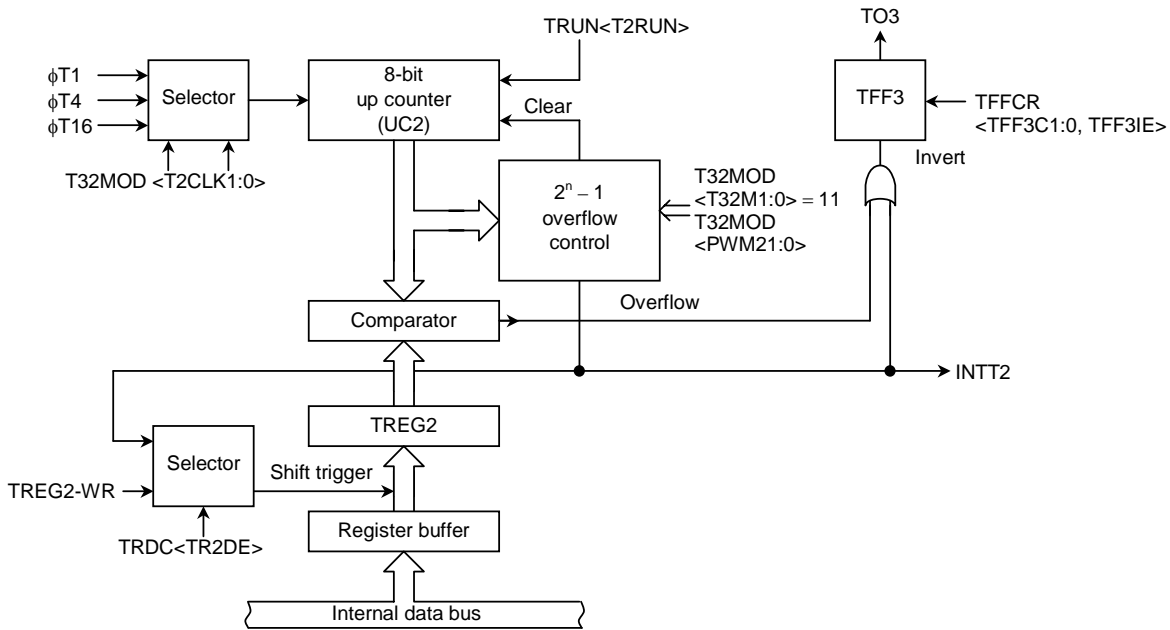 TO3
TRUN<T2RUN>
ϕT1
ϕT4
ϕT16
Selector
8-bit
up counter
(UC2)
Clear
TFF3
TFFCR
<TFF3C1:0, TFF3IE>
Invert
T32MOD <T2CLK1:0>
2ⁿ – 1
overflow
control
T32MOD
<T32M1:0> = 11
T32MOD
<PWM21:0>
Comparator
Overflow
INTT2
TREG2
Selector
Shift trigger
TREG2-WR
Register buffer
TRDC<TR2DE>
Internal data bus